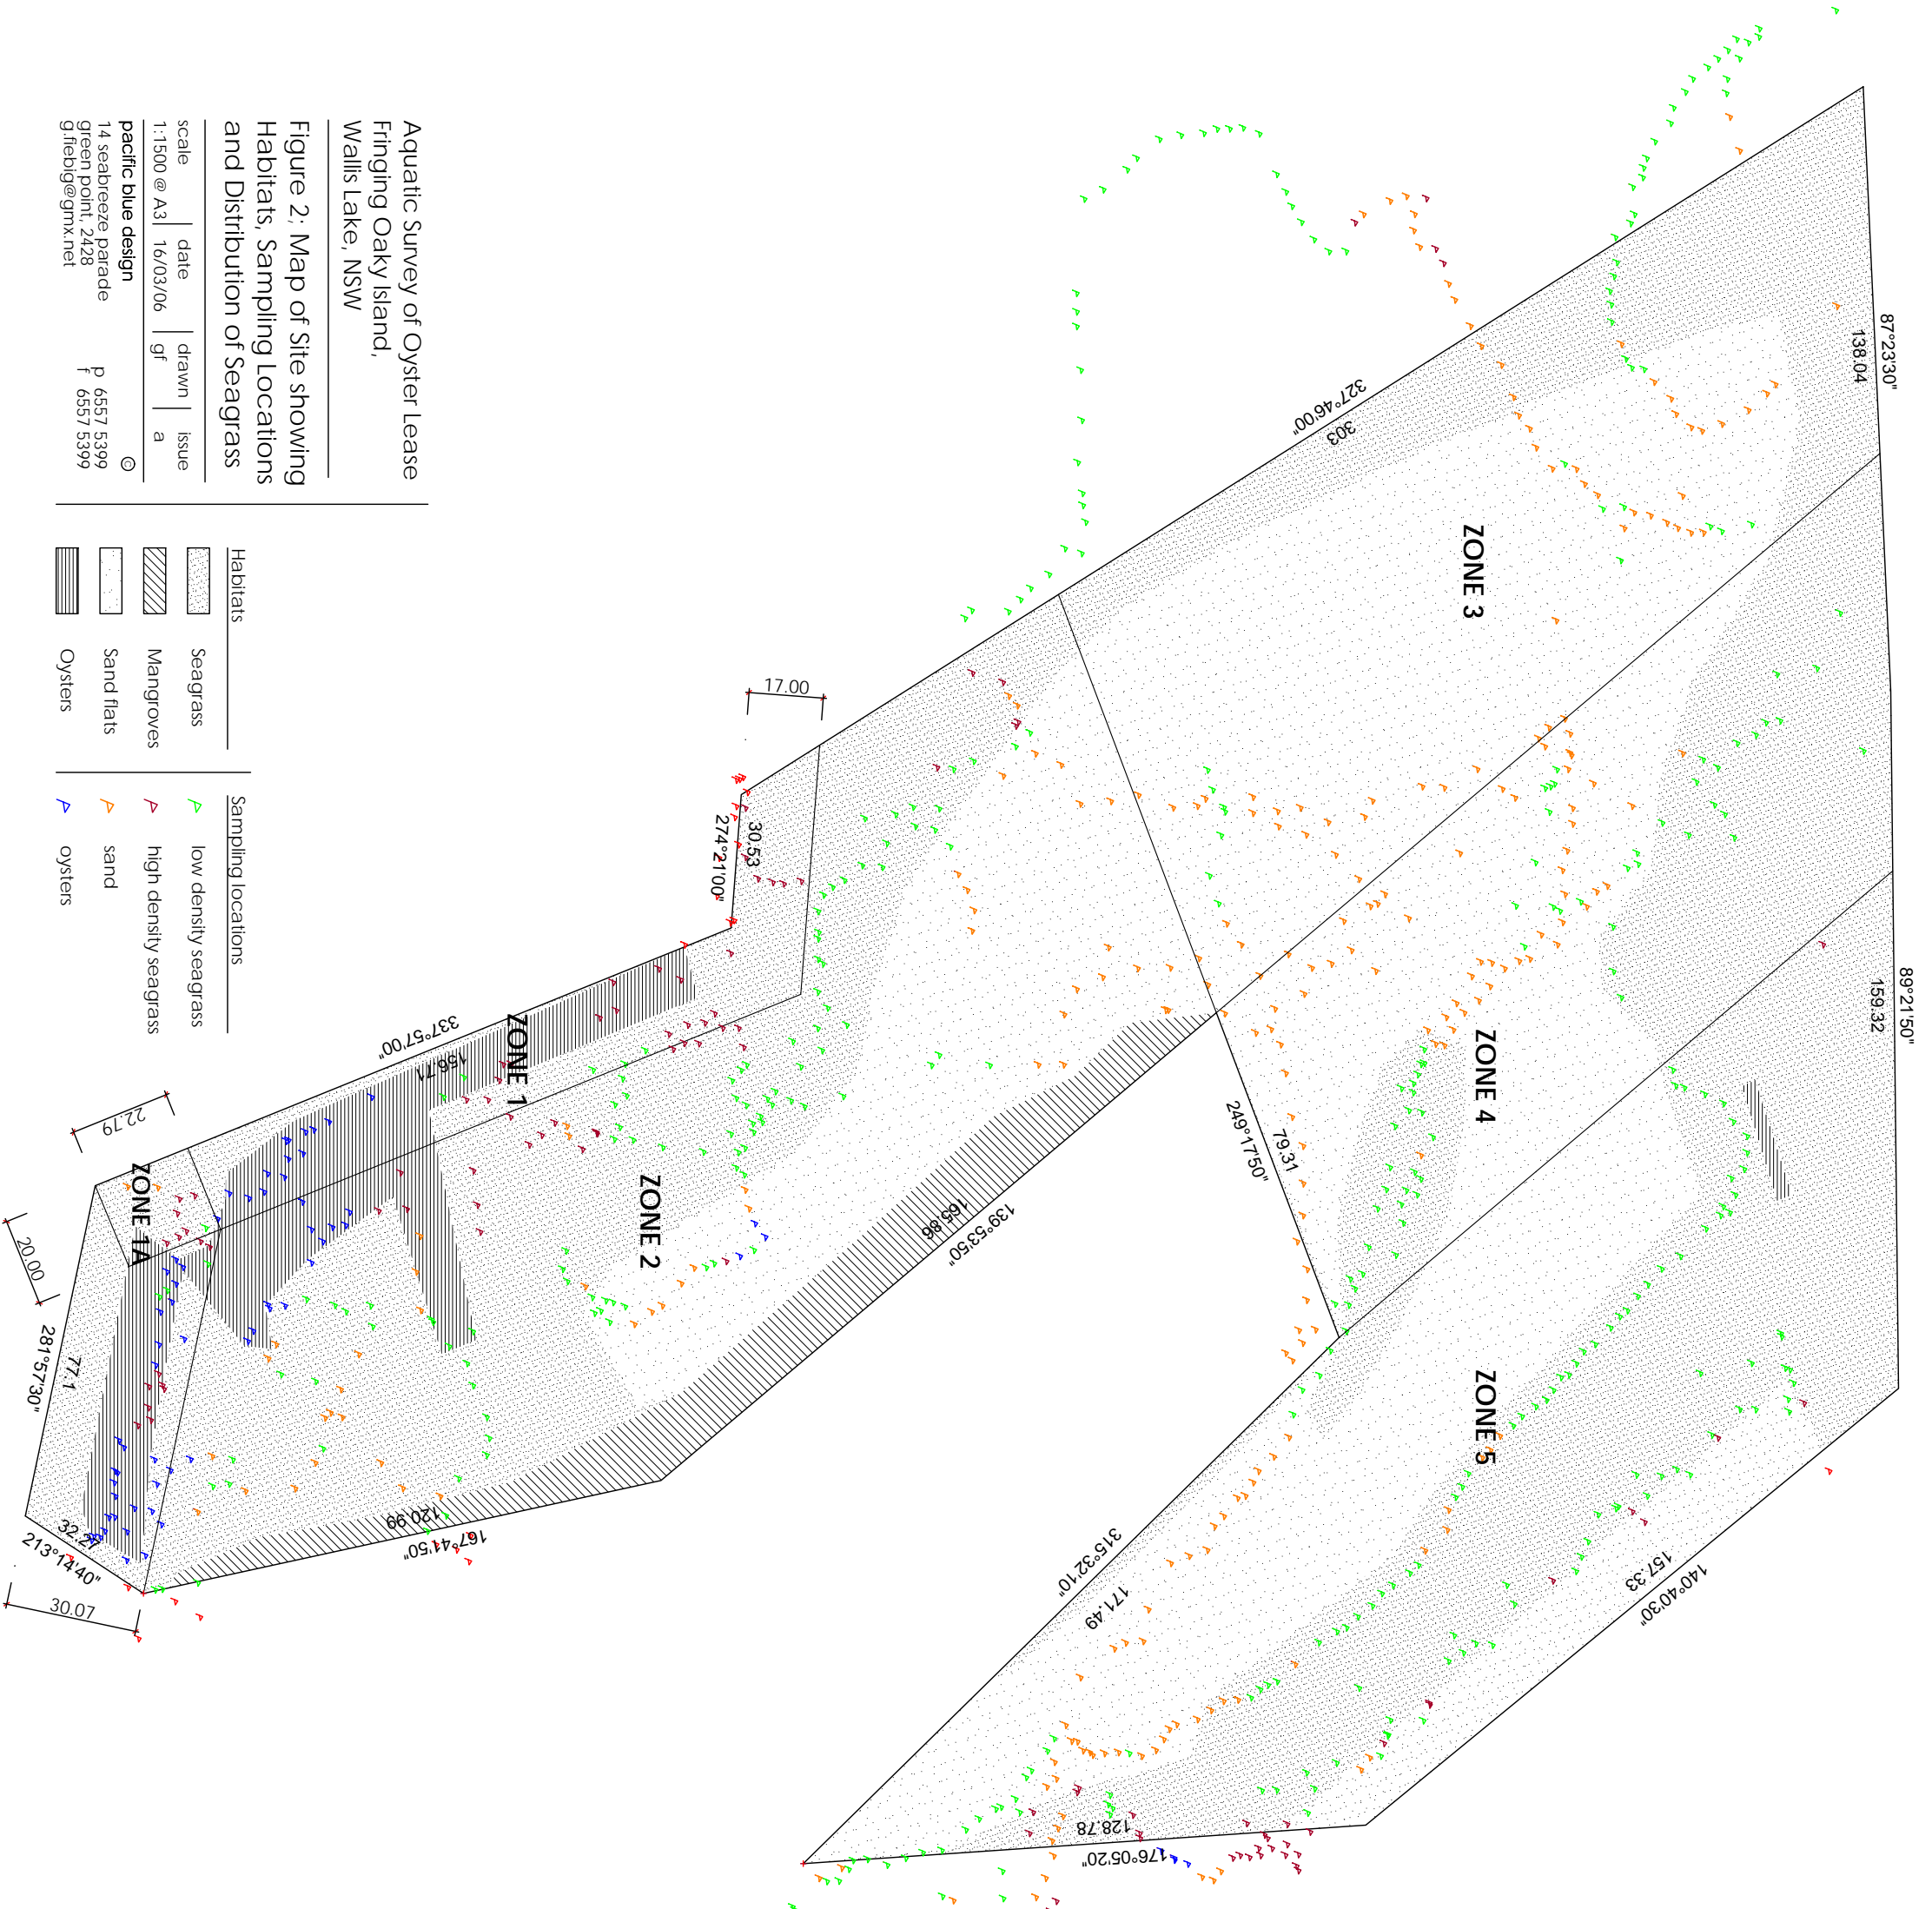 Aquatic Survey of Oyster Lease
Fringing Oaky Island,
Wallis Lake, NSW
Figure 2; Map of Site showing
Habitats, Sampling Locations
and Distribution of Seagrass
scale date drawn issue
1:1500 @ A3 16/03/06 gf a
pacific blue design ©
14 seabreeze parade
green point, 2428
g.fiebig@gmx.net
p 6557 5399
f 6557 5399
Habitats
Seagrass
Mangroves
Sand flats
Oysters
Sampling locations
low density seagrass
high density seagrass
sand
oysters
ZONE 3
ZONE 4
ZONE 5
ZONE 2
ZONE 1
ZONE 1A
87°23'30"
138.04
89°21'50"
159.32
327°46'00"
303
17.00
30.53
274°21'00"
337°57'00"
156.71
22.79
20.00
281°57'30"
77.1
32.27
213°14'40"
30.07
120.99
167°41'50"
165.86
139°53'50"
79.31
249°17'50"
315°32'10"
171.49
157.33
140°40'30"
128.78
176°05'20"